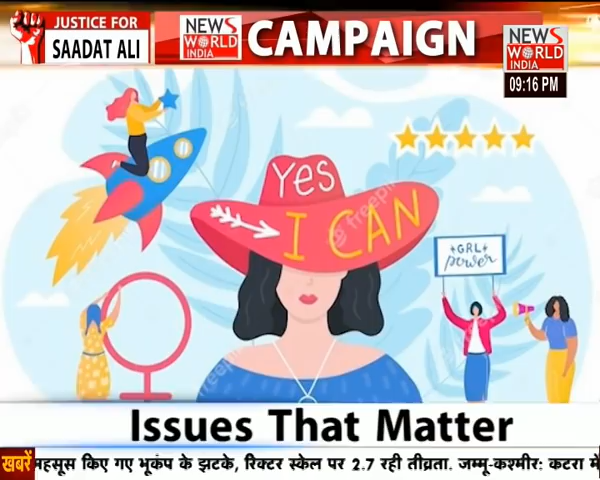 JUSTICE FOR
SAADAT ALI
NEWS
WORLD
INDIA
CAMPAIGN
NEWS
WORLD
INDIA
09:16 PM
Yes
I CAN
GRL
power
Issues That Matter
खबरें
महसूस किए गए भूकंप के झटके, रिक्टर स्केल पर 2.7 रही तीव्रता. जम्मू-कश्मीर: कटरा में